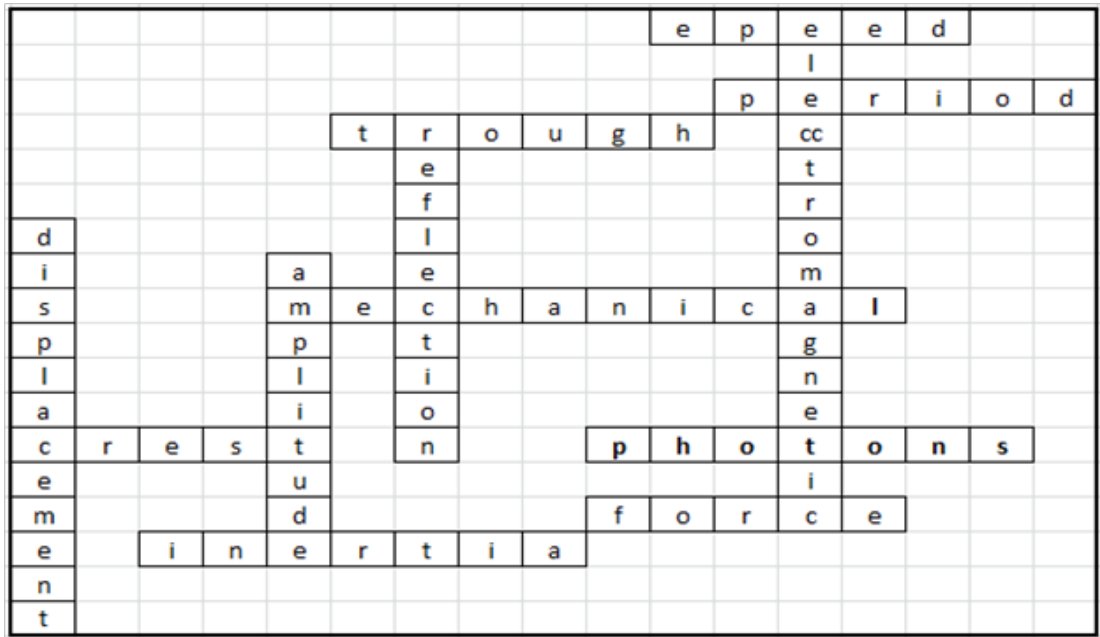 e p e e d
l
p e r i o d
t r o u g h cc
e t
f r
d l o
i a e m
s m e c h a n i c a l
p p t g
l l i n
a i o e
c r e s t n p h o t o n s
e u i
m d f o r c e
e i n e r t i a
n
t